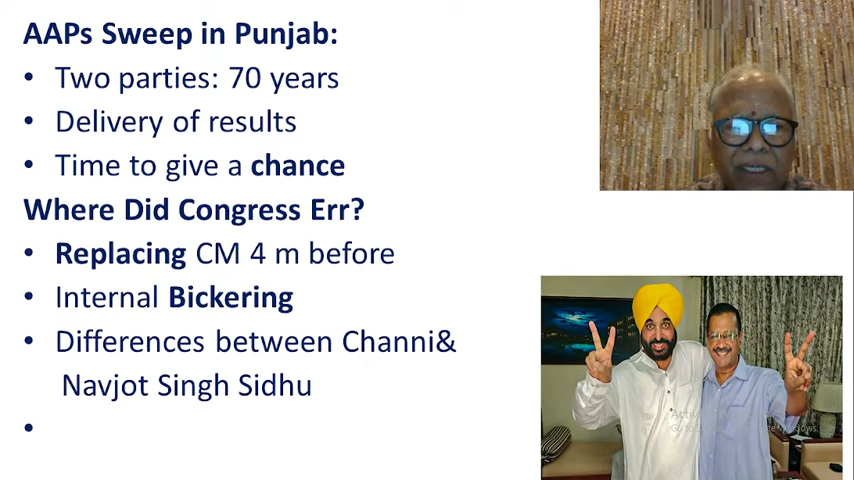 AAPs Sweep in Punjab:
• Two parties: 70 years
• Delivery of results
• Time to give a chance
Where Did Congress Err?
• Replacing CM 4 m before
• Internal Bickering
• Differences between Channi&
Navjot Singh Sidhu
•